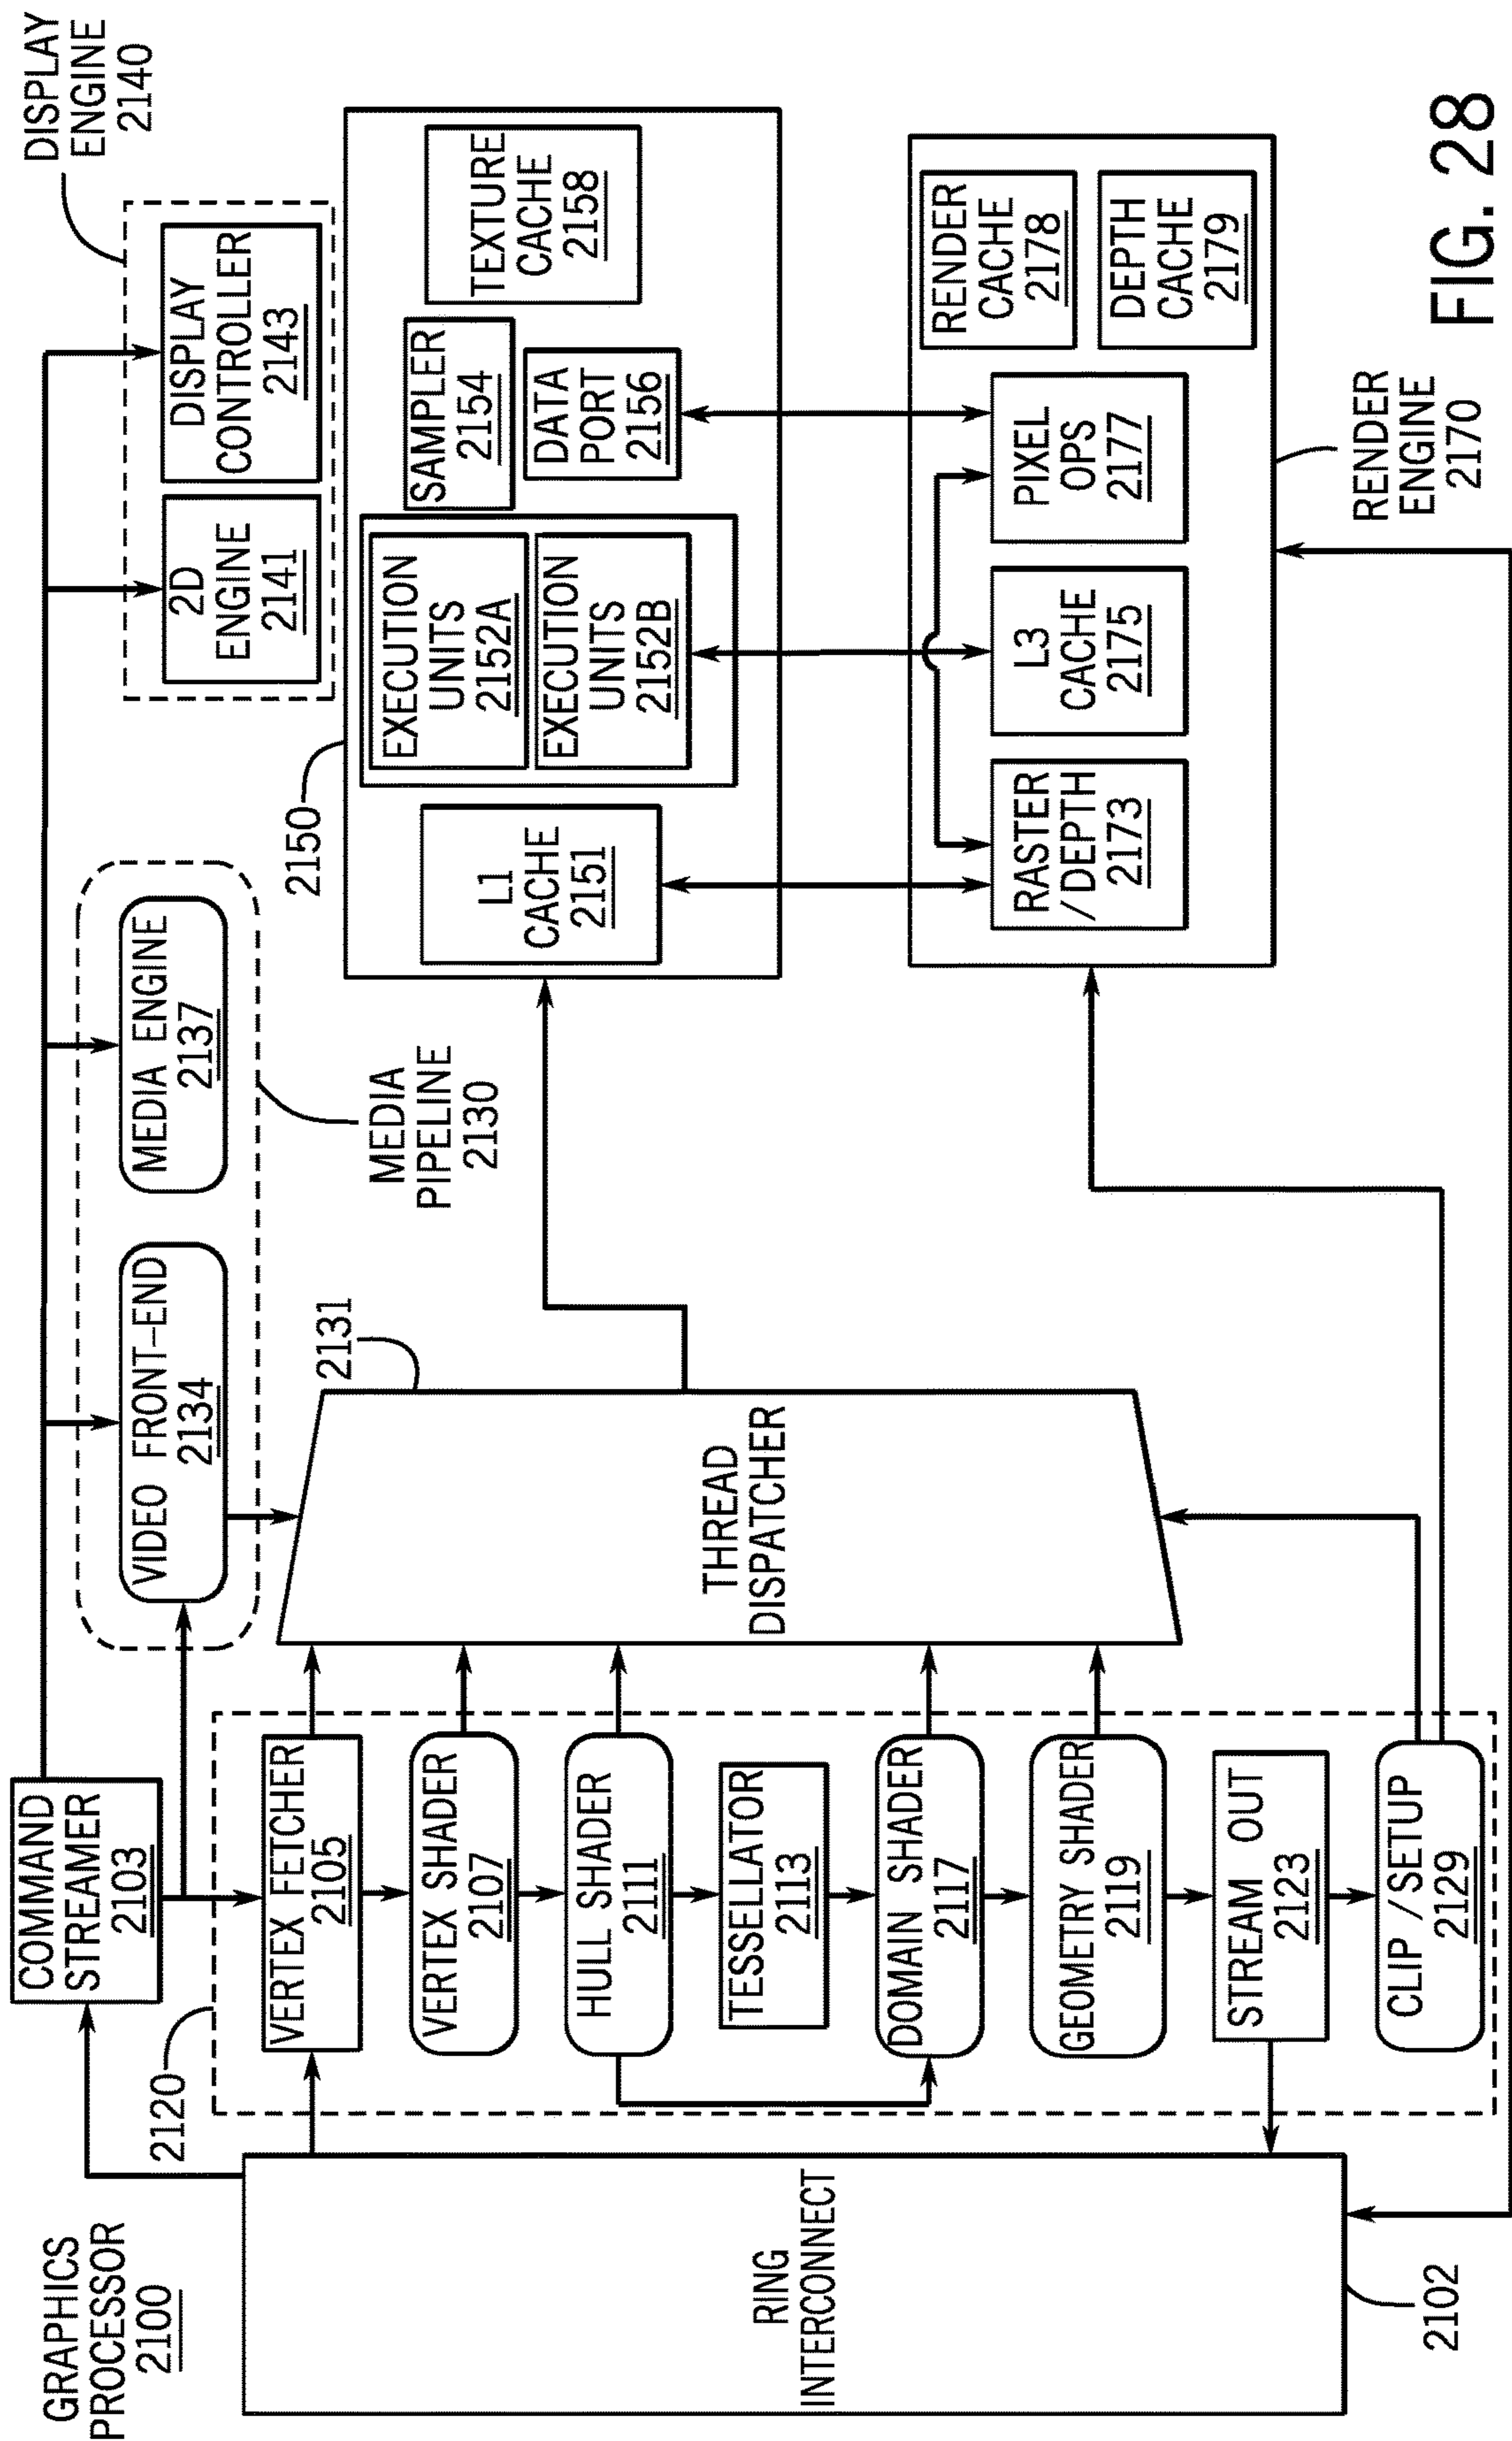 GRAPHICS
PROCESSOR
2100
COMMAND
STREAMER
2103
DISPLAY
ENGINE
2140
2120
VIDEO FRONT-END
2134
MEDIA ENGINE
2137
2D
ENGINE
2141
DISPLAY
CONTROLLER
2143
MEDIA
PIPELINE
2130
RING
INTERCONNECT
2102
VERTEX FETCHER
2105
VERTEX SHADER
2107
HULL SHADER
2111
TESSELLATOR
2113
DOMAIN SHADER
2117
GEOMETRY SHADER
2119
STREAM OUT
2123
CLIP /SETUP
2129
2131
THREAD
DISPATCHER
2150
L1
CACHE
2151
EXECUTION
UNITS
2152A
EXECUTION
UNITS
2152B
SAMPLER
2154
DATA
PORT
2156
TEXTURE
CACHE
2158
RASTER
/DEPTH
2173
L3
CACHE
2175
PIXEL
OPS
2177
RENDER
CACHE
2178
DEPTH
CACHE
2179
RENDER
ENGINE
2170
FIG. 28